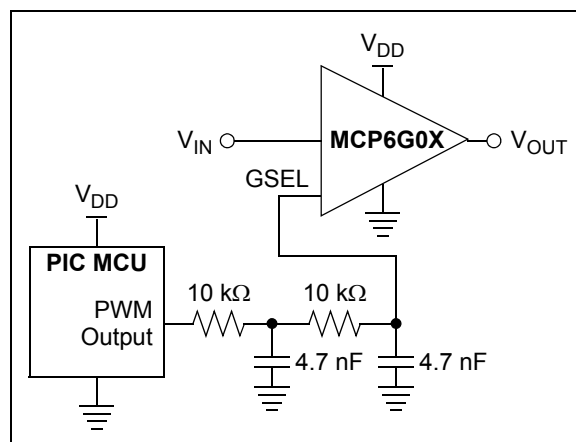 V_DD
MCP6G0X
V_IN
V_OUT
GSEL
V_DD
PIC MCU
PWM
Output
10 kΩ
10 kΩ
4.7 nF
4.7 nF